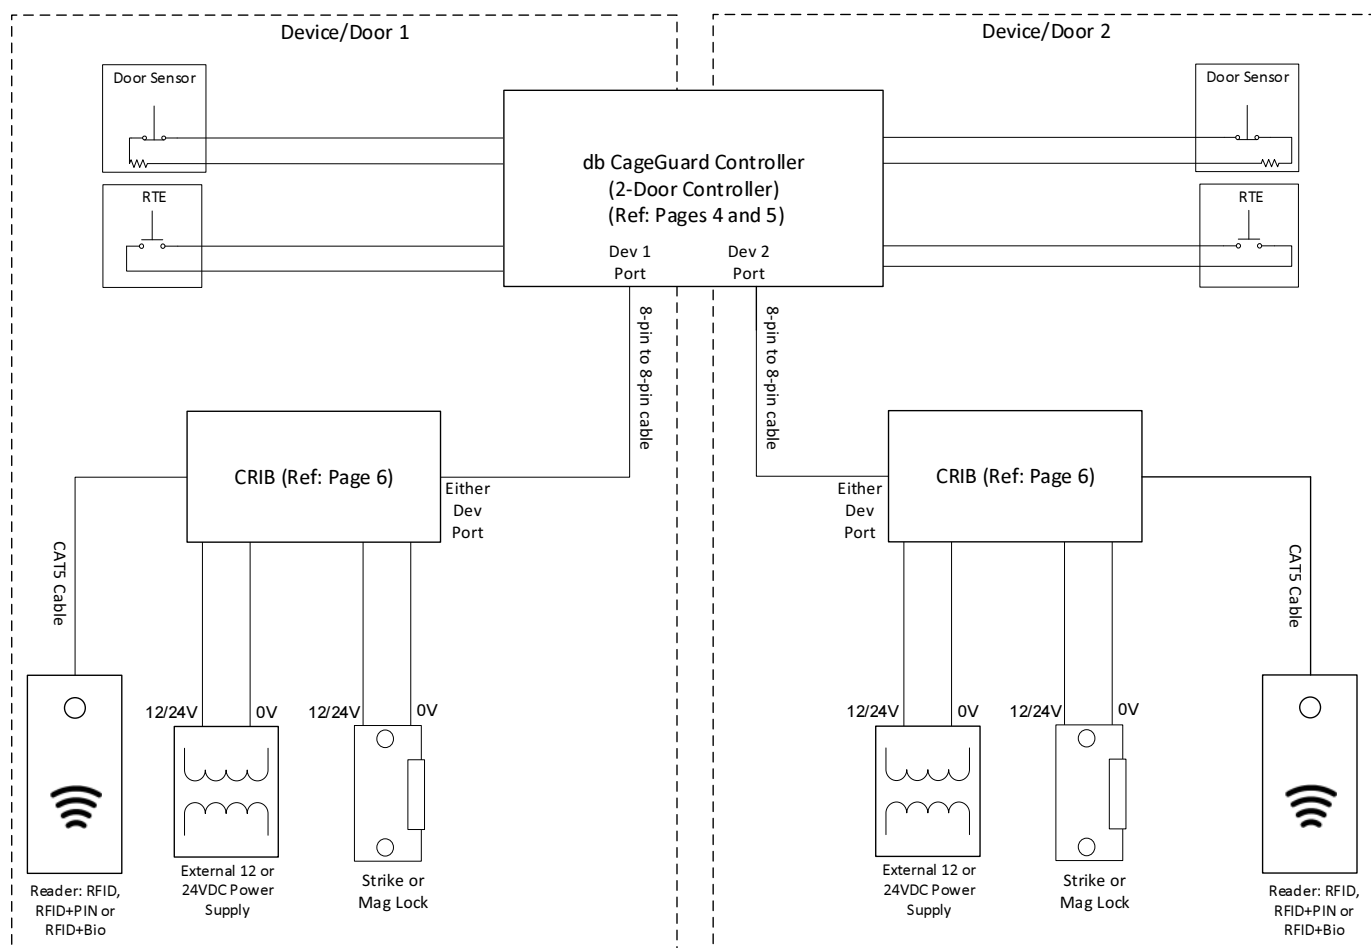 Device/Door 1
Device/Door 2
Door Sensor
RTE
db CageGuard Controller
(2-Door Controller)
(Ref: Pages 4 and 5)
Dev 1
Port
Dev 2
Port
Door Sensor
RTE
8-pin to 8-pin cable
8-pin to 8-pin cable
CRIB (Ref: Page 6)
Either
Dev
Port
Either
Dev
Port
CRIB (Ref: Page 6)
CAT5 Cable
CAT5 Cable
12/24V
0V
12/24V
0V
12/24V
0V
12/24V
0V
Reader: RFID,
RFID+PIN or
RFID+Bio
External 12 or
24VDC Power
Supply
Strike or
Mag Lock
External 12 or
24VDC Power
Supply
Strike or
Mag Lock
Reader: RFID,
RFID+PIN or
RFID+Bio